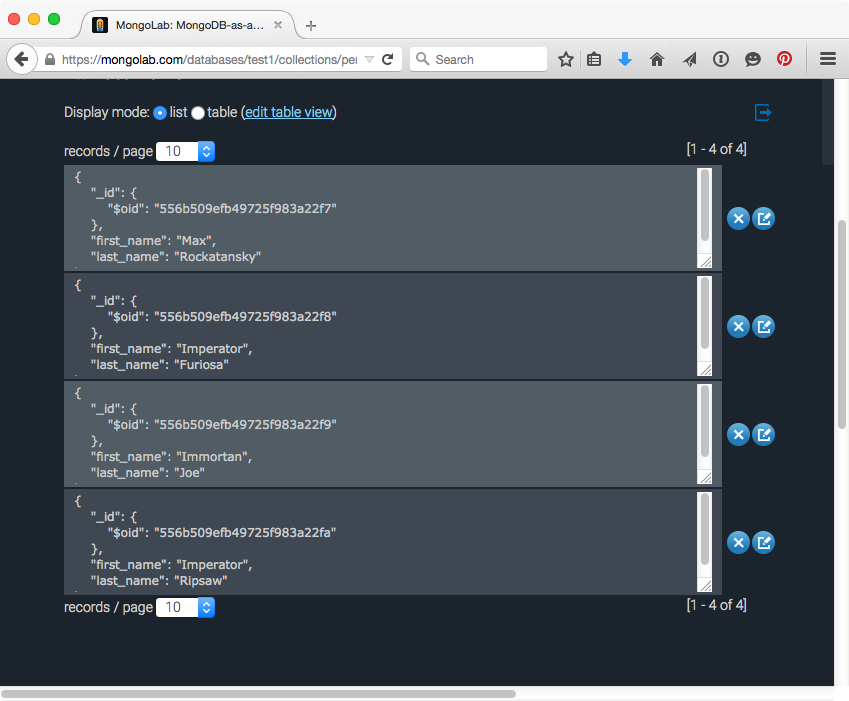 MongoLab: MongoDB-as-a...
https://mongolab.com/databases/test1/collections/per
Search
Display mode: list table (edit table view)
records / page 10 [1 - 4 of 4]
{
"_id": {
"$oid": "556b509efb49725f983a22f7"
},
"first_name": "Max",
"last_name": "Rockatansky"
{
"_id": {
"$oid": "556b509efb49725f983a22f8"
},
"first_name": "Imperator",
"last_name": "Furiosa"
{
"_id": {
"$oid": "556b509efb49725f983a22f9"
},
"first_name": "Immortan",
"last_name": "Joe"
{
"_id": {
"$oid": "556b509efb49725f983a22fa"
},
"first_name": "Imperator",
"last_name": "Ripsaw"
records / page 10 [1 - 4 of 4]